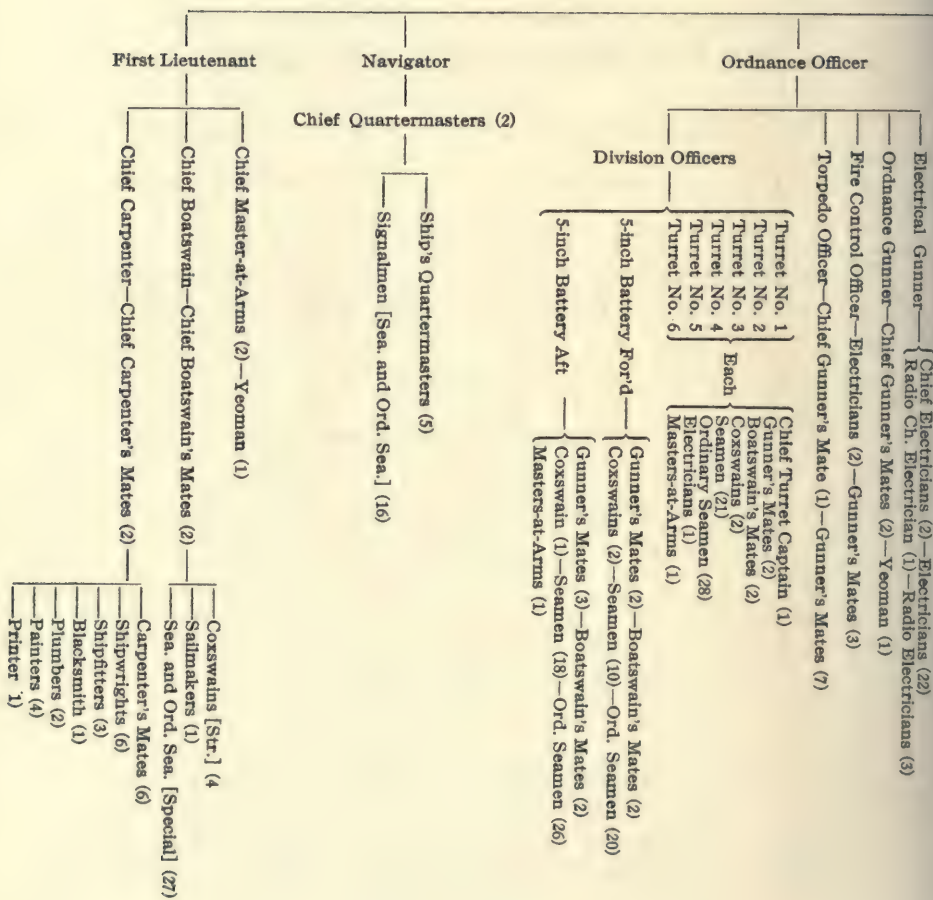 First Lieutenant
Chief Master-at-Arms (2)—Yeoman (1)
Chief Boatswain—Chief Boatswain's Mates (2)
Coxswains [Str.] (4
Sailmakers (1)
Sea. and Ord. Sea. [Special] (27)
Chief Carpenter—Chief Carpenter's Mates (2)
Carpenter's Mates (6)
Shipwrights (6)
Shipfitters (3)
Blacksmith (1)
Plumbers (2)
Painters (4)
Printer 1)
Navigator
Chief Quartermasters (2)
Ship's Quartermasters (5)
Signalmen [Sea. and Ord. Sea.] (16)
Ordnance Officer
Electrical Gunner
Chief Electricians (2)—Electricians (22)
Radio Ch. Electrician (1)—Radio Electricians (3)
Ordnance Gunner—Chief Gunner's Mates (2)—Yeoman (1)
Fire Control Officer—Electricians (2)—Gunner's Mates (3)
Torpedo Officer—Chief Gunner's Mate (1)—Gunner's Mates (7)
Division Officers
Turret No. 1
Turret No. 2
Turret No. 3
Turret No. 4
Turret No. 5
Turret No. 6
Each
Chief Turret Captain (1)
Gunner's Mates (2)
Boatswain's Mates (2)
Coxswains (2)
Seamen (21)
Ordinary Seamen (28)
Electricians (1)
Masters-at-Arms (1)
5-inch Battery For'd
Gunner's Mates (2)—Boatswain's Mates (2)
Coxswains (2)—Seamen (10)—Ord. Seamen (20)
5-inch Battery Aft
Gunner's Mates (3)—Boatswain's Mates (2)
Coxswain (1)—Seamen (18)—Ord. Seamen (26)
Masters-at-Arms (1)